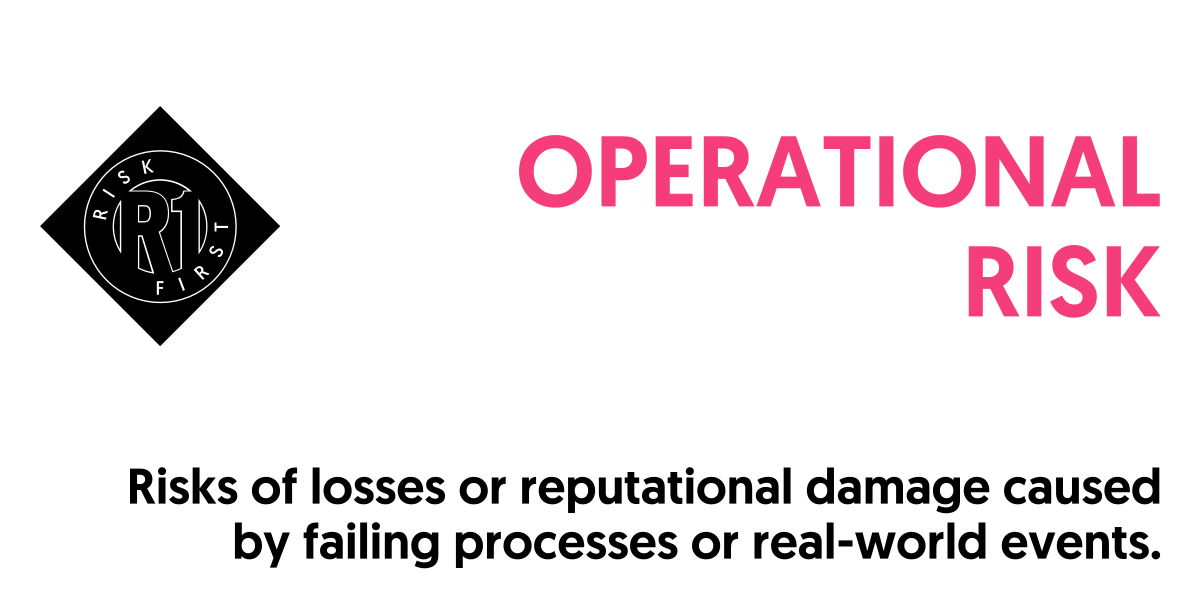 RISK
R1
FIRST
OPERATIONAL
RISK
Risks of losses or reputational damage caused
by failing processes or real-world events.